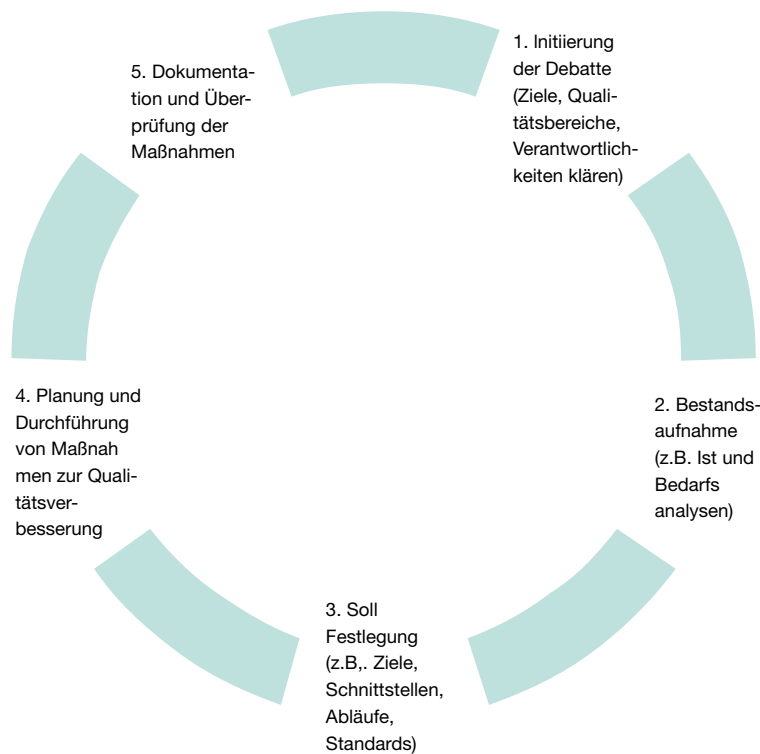 1. Initiierung
der Debatte
(Ziele, Quali-
tätsbereiche,
Verantwortlich-
keiten klären)
2. Bestands-
aufnahme
(z.B. Ist und
Bedarfs
analysen)
3. Soll
Festlegung
(z.B,. Ziele,
Schnittstellen,
Abläufe,
Standards)
4. Planung und
Durchführung
von Maßnah
men zur Quali-
tätsver-
besserung
5. Dokumenta-
tion und Über-
prüfung der
Maßnahmen